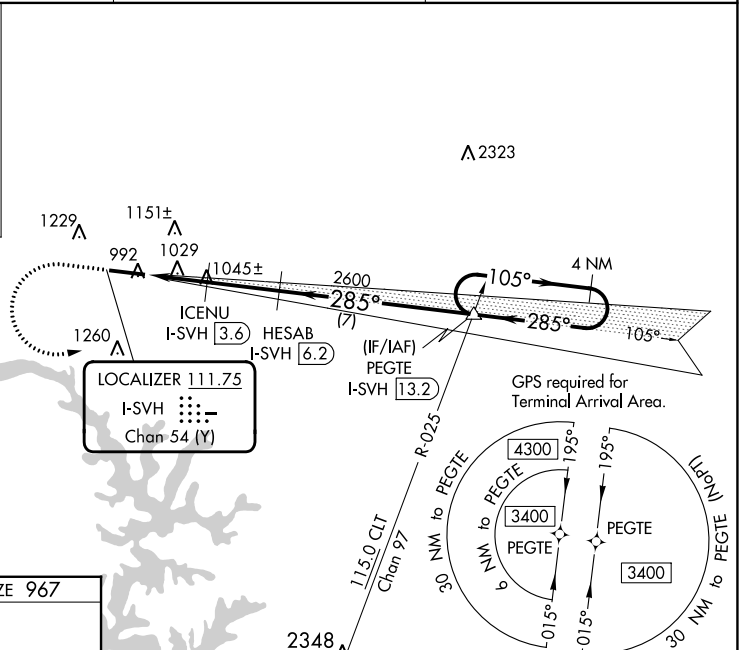 2323
1229
1151±
992
1029
1045±
2600
105°
4 NM
285°
(7)
285°
105°
ICENU
I-SVH 3.6
HESAB
I-SVH 6.2
(IF/IAF)
PEGTE
I-SVH 13.2
1260
LOCALIZER 111.75
I-SVH
Chan 54 (Y)
GPS required for
Terminal Arrival Area.
R-025
115.0 CLT
Chan 97
30 NM to PEGTE
4300
195°
6 NM to PEGTE
3400
PEGTE
015°
195°
PEGTE
3400
015°
30 NM to PEGTE (NoPT)
ZE 967
2348